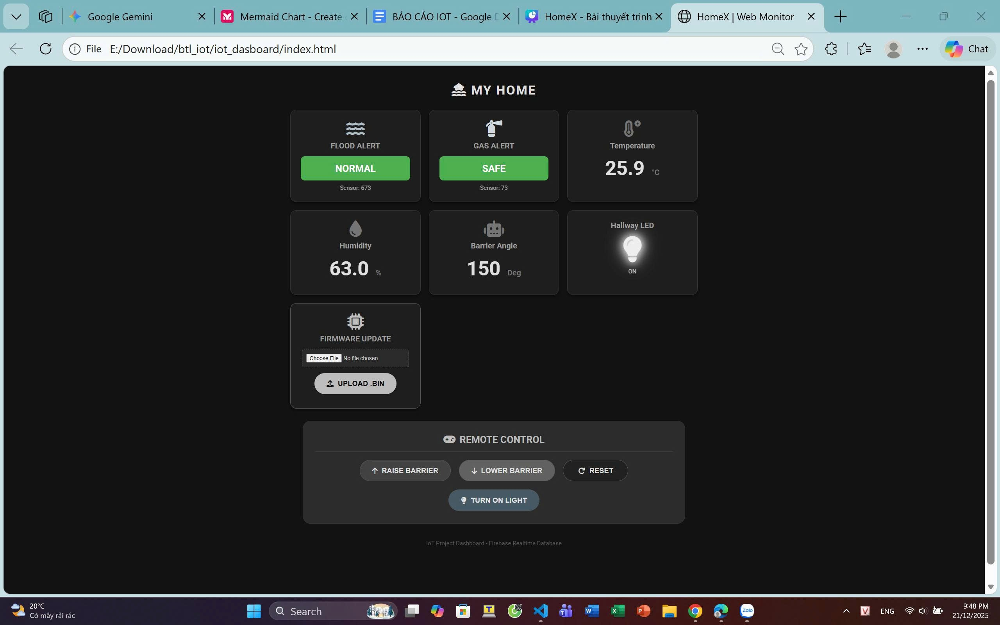 Google Gemini
Mermaid Chart - Create
BÁO CÁO IOT - Google
HomeX - Bài thuyết trình
HomeX | Web Monitor
File E:/Download/btl_iot/iot_dasboard/index.html
Chat
MY HOME
FLOOD ALERT
NORMAL
Sensor: 673
GAS ALERT
SAFE
Sensor: 73
Temperature
25.9 °C
Humidity
63.0 %
Barrier Angle
150 Deg
Hallway LED
ON
FIRMWARE UPDATE
Choose File No file chosen
UPLOAD .BIN
REMOTE CONTROL
RAISE BARRIER
LOWER BARRIER
RESET
TURN ON LIGHT
IoT Project Dashboard - Firebase Realtime Database
20°C
Có mây rải rác
Search
Zalo
ENG
9:48 PM
21/12/2025